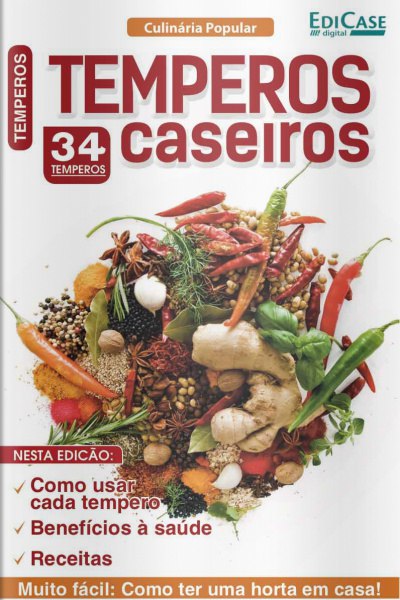 Culinária Popular
EDICASE
digital
TEMPEROS
TEMPEROS
caseiros
34
TEMPEROS
NESTA EDICÃO:
Como usar
cada tempero
Benefícios à saúde
Receitas
Muito fácil: Como ter uma horta em casa!